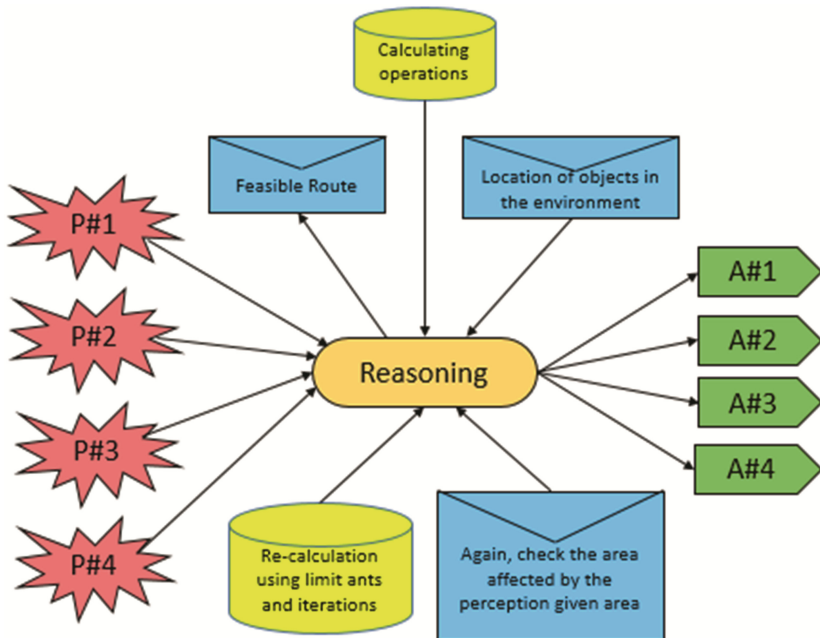 Calculating
operations
Feasible Route
Location of objects in
the environment
P#1
P#2
P#3
P#4
Reasoning
A#1
A#2
A#3
A#4
Re-calculation
using limit ants
and iterations
Again, check the area
affected by the
perception given area